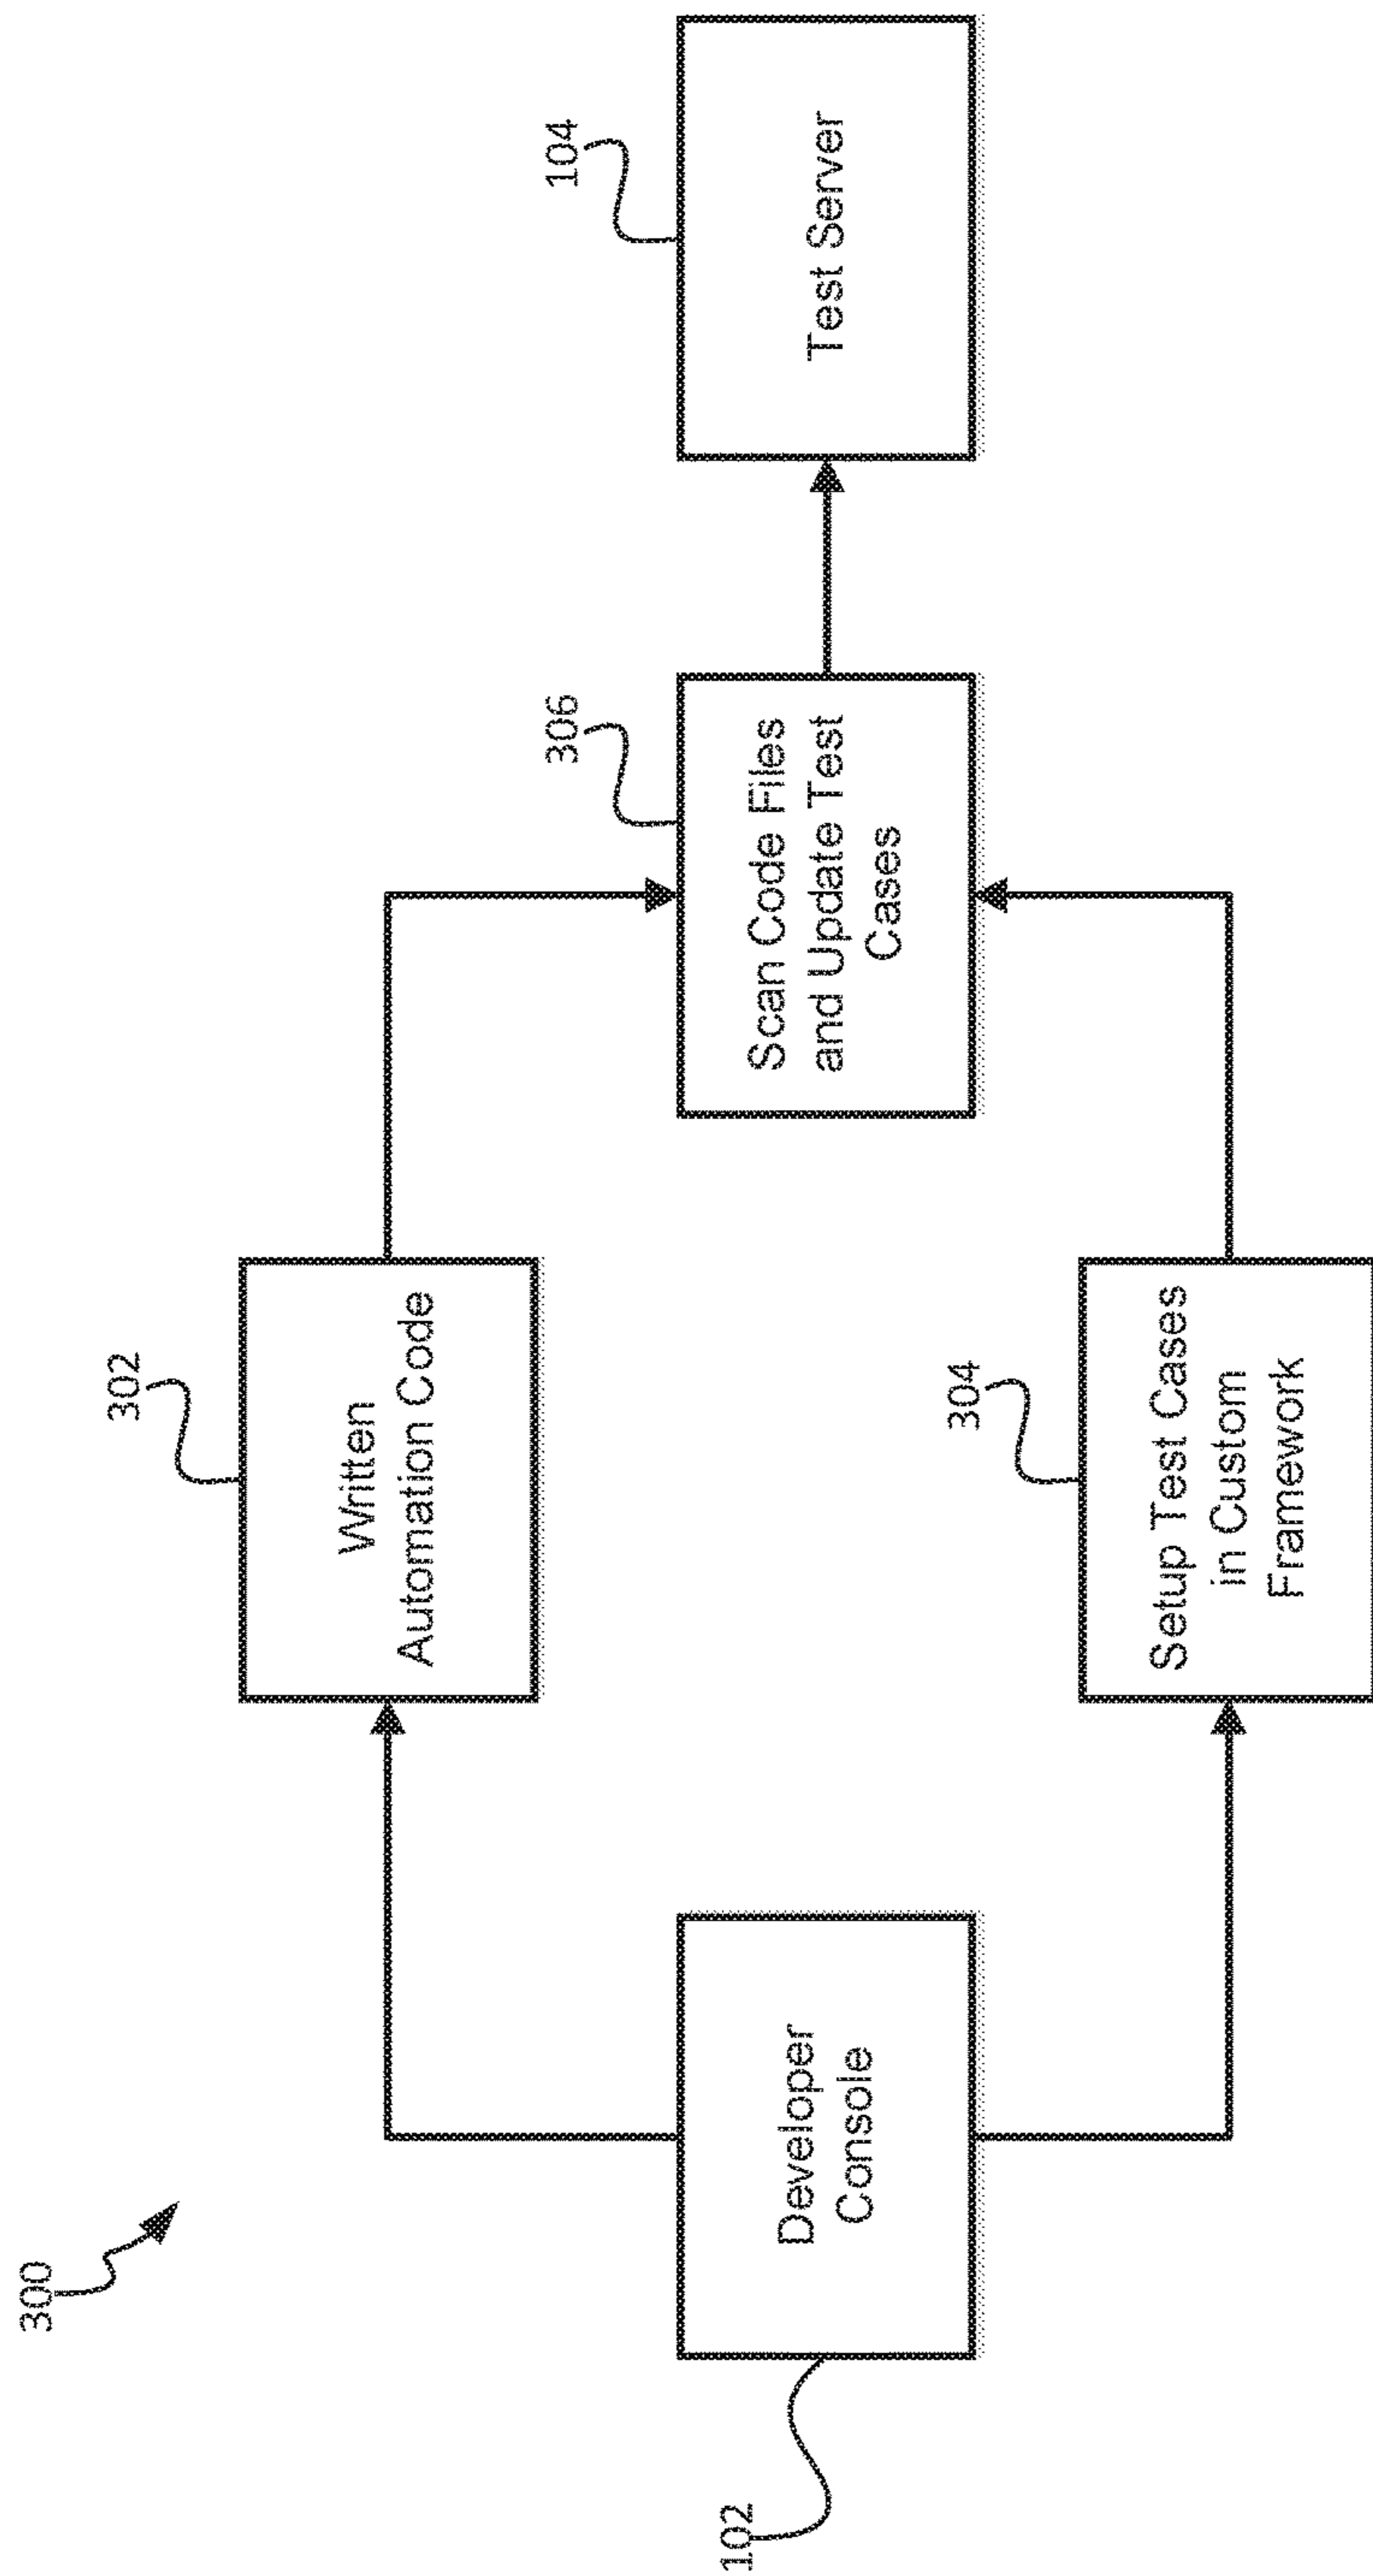 300
102
Developer
Console
302
Written
Automation Code
304
Setup Test Cases
in Custom
Framework
306
Scan Code Files
and Update Test
Cases
104
Test Server